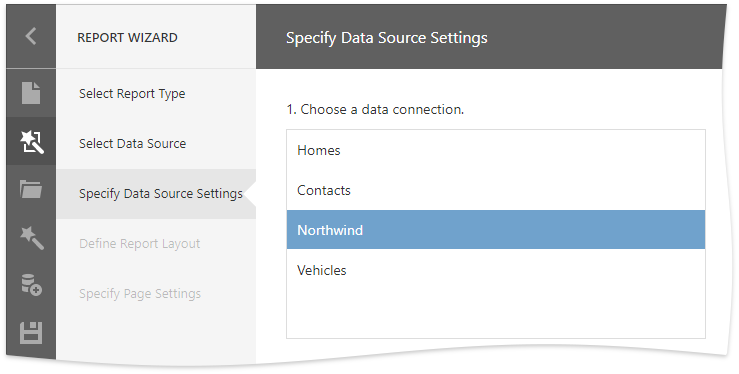 REPORT WIZARD
Select Report Type
Select Data Source
Specify Data Source Settings
Define Report Layout
Specify Page Settings
Specify Data Source Settings
1. Choose a data connection.
Homes
Contacts
Northwind
Vehicles